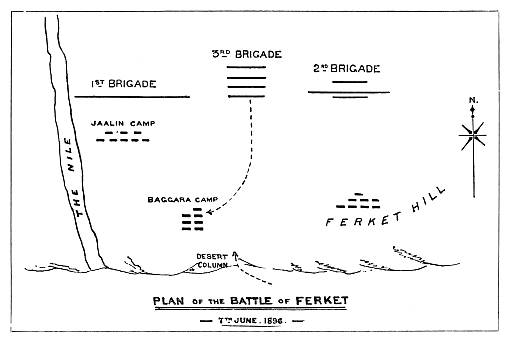 3RD BRIGADE
2ND BRIGADE
1ST BRIGADE
N.
JAALIN CAMP
THE NILE
BAGGARA CAMP
FERKET HILL
DESERT
COLUMN
PLAN OF THE BATTLE OF FERKET
— 7TH JUNE. 1896. —